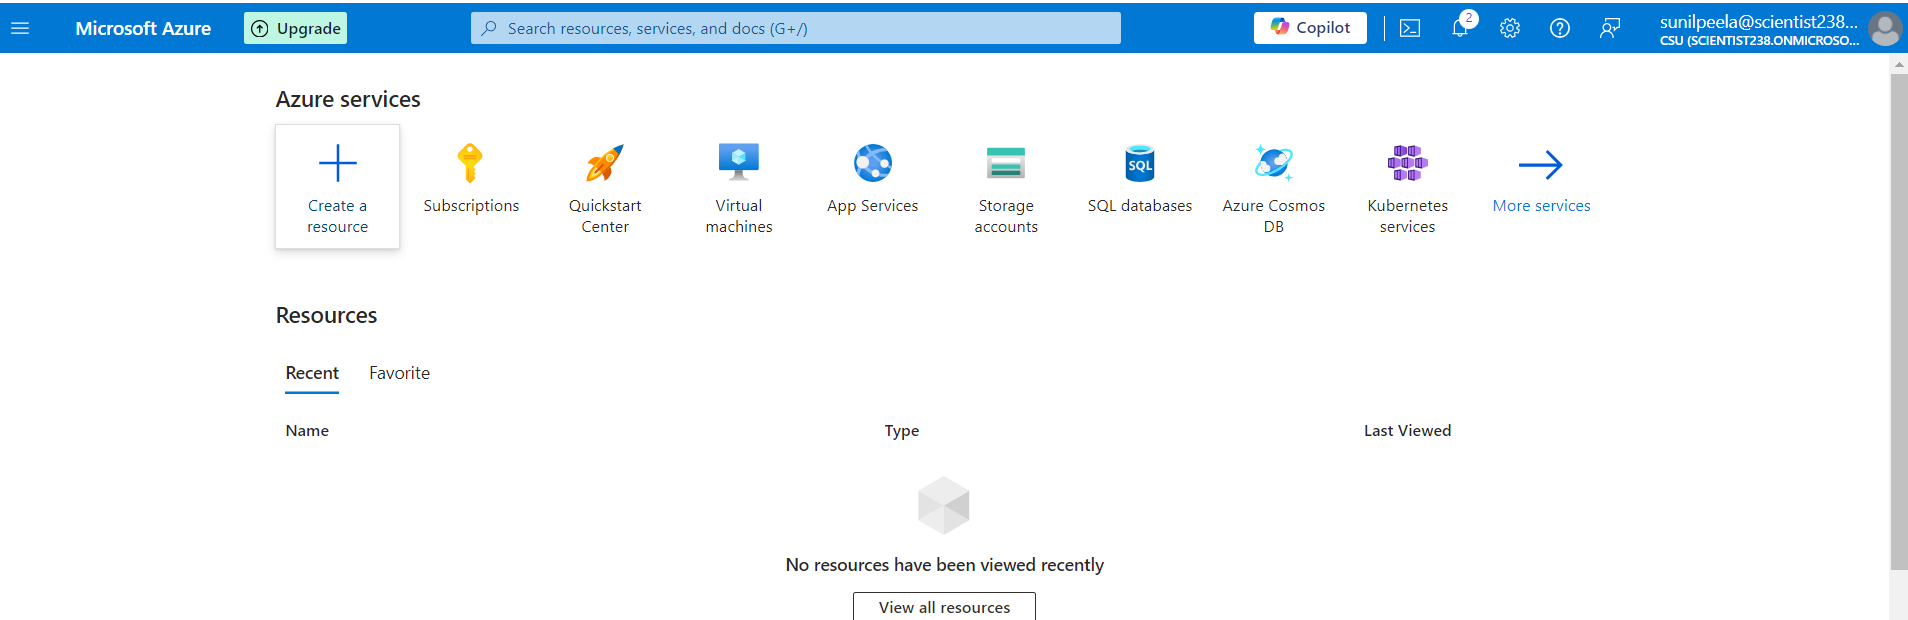 Microsoft Azure
Upgrade
Search resources, services, and docs (G+/)
Copilot
2
sunilpeela@scientist238...
CSU (SCIENTIST238.ONMICROSO...
Azure services
Create a
resource
Subscriptions
Quickstart
Center
Virtual
machines
App Services
Storage
accounts
SQL
SQL databases
Azure Cosmos
DB
Kubernetes
services
More services
Resources
Recent
Favorite
Name
Type
Last Viewed
No resources have been viewed recently
View all resources